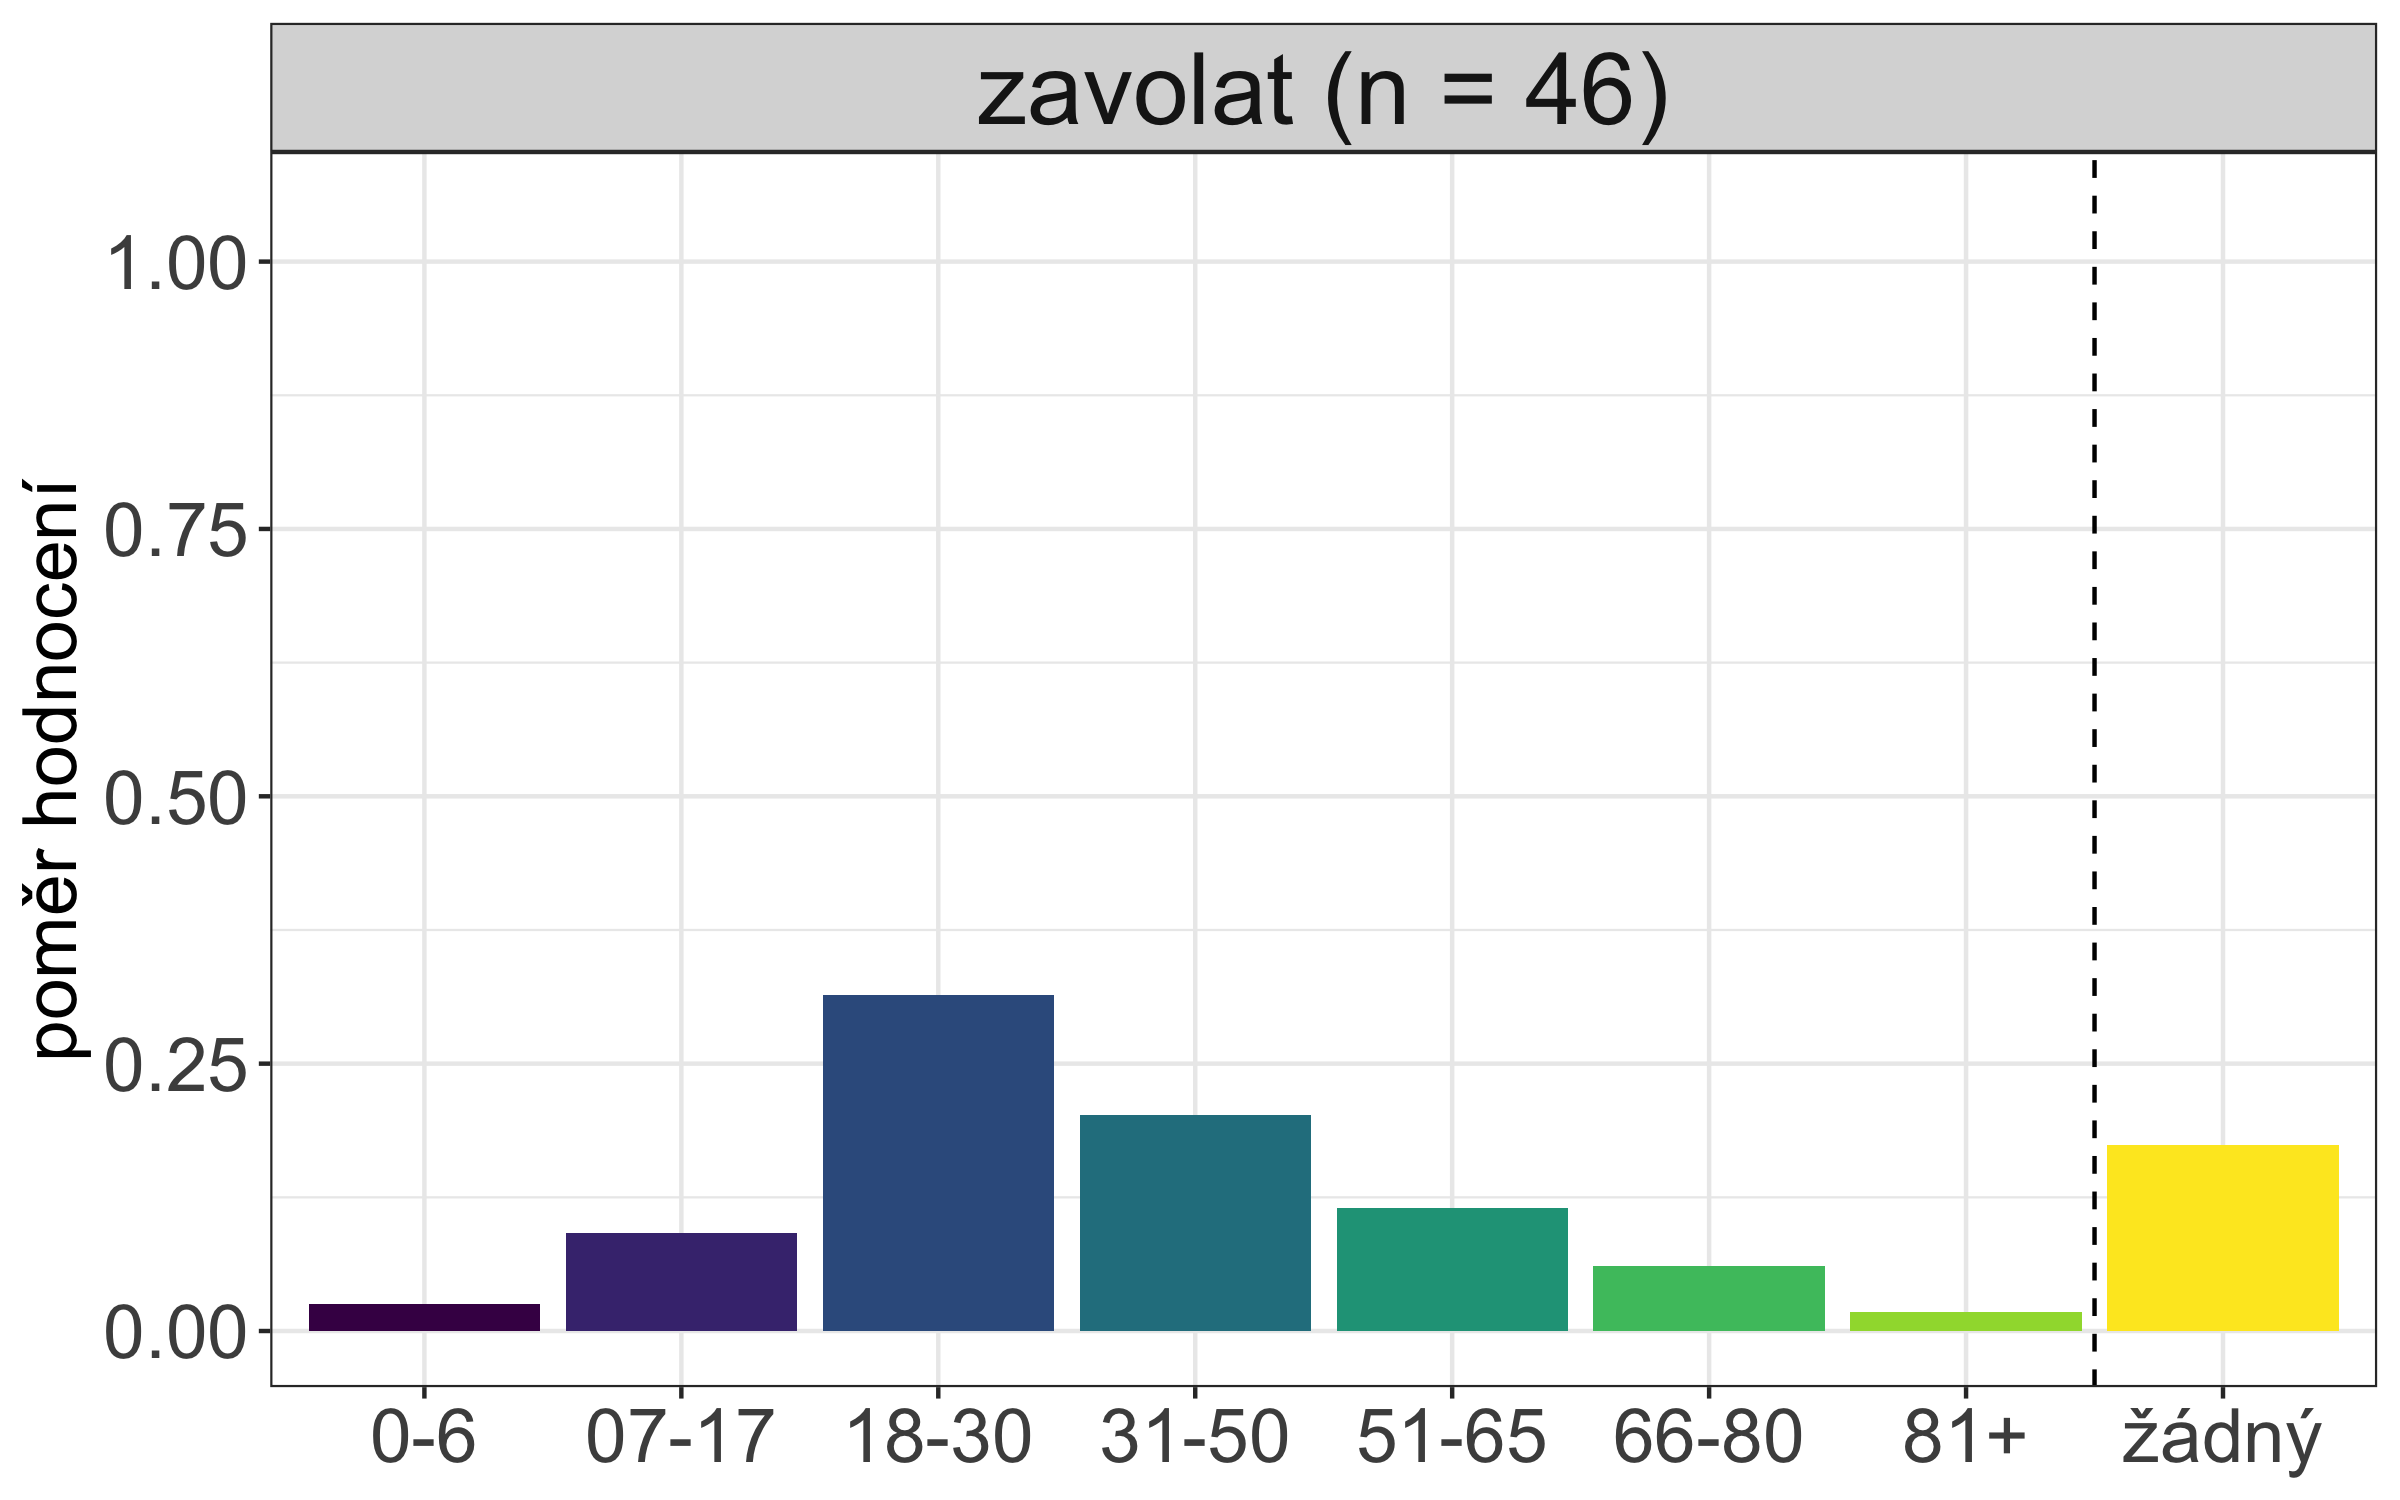 zavolat (n = 46)
poměr hodnocení
1.00
0.75
0.50
0.25
0.00
0-6 07-17 18-30 31-50 51-65 66-80 81+ žádný